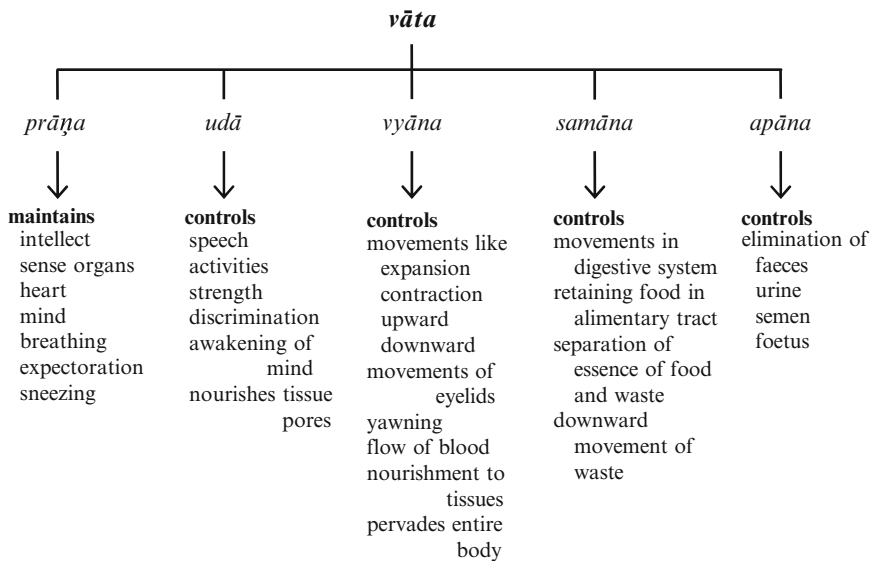 vāta
prāṇa
udā
vyāna
samāna
apāna
maintains
intellect
sense organs
heart
mind
breathing
expectoration
sneezing
controls
speech
activities
strength
discrimination
awakening of
mind
nourishes tissue
pores
controls
movements like
expansion
contraction
upward
downward
movements of
eyelids
yawning
flow of blood
nourishment to
tissues
pervades entire
body
controls
movements in
digestive system
retaining food in
alimentary tract
separation of
essence of food
and waste
downward
movement of
waste
controls
elimination of
faeces
urine
semen
foetus